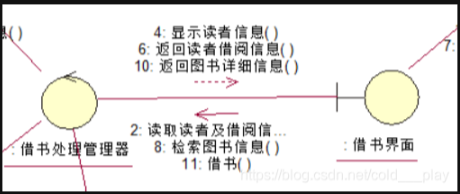 息()
4: 显示读者信息()
6: 返回读者借阅信息()
10: 返回图书详细信息()
7:
2: 读取读者及借阅信...
8: 检索图书信息()
11: 借书()
: 借书处理管理器
: 借书界面
https://blog.csdn.net/cold___play